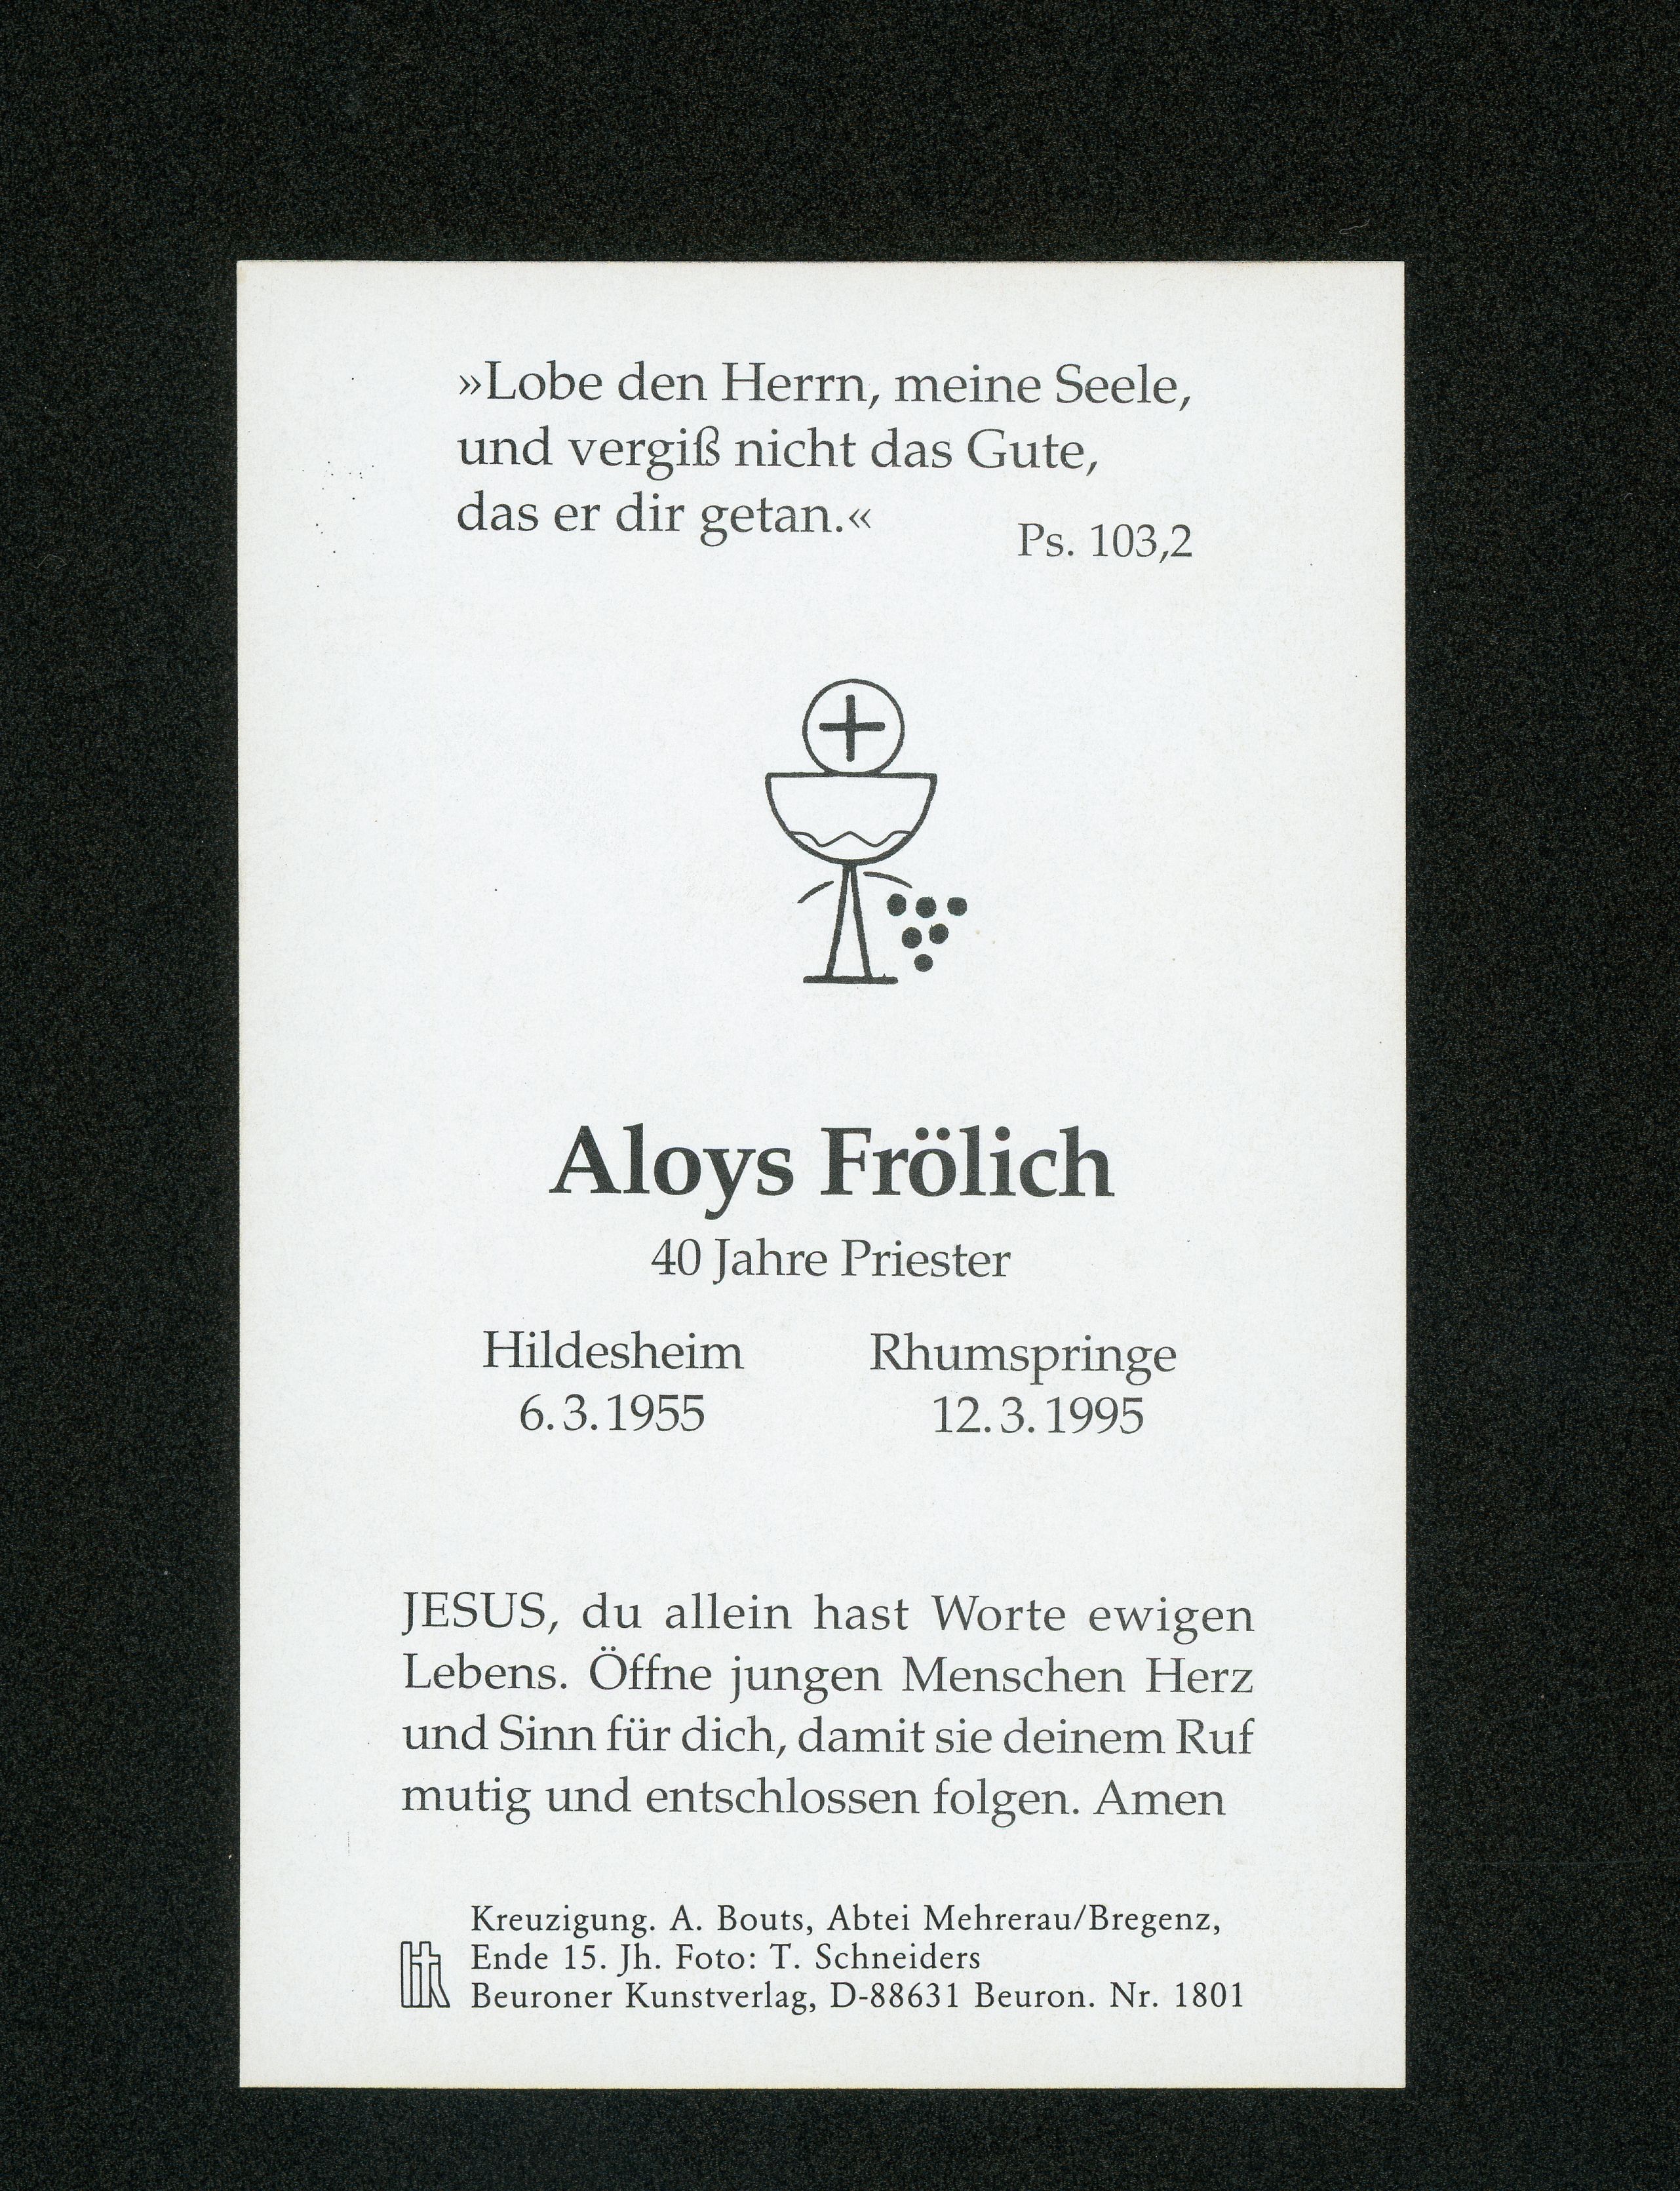 »Lobe den Herrn, meine Seele,
und vergiß nicht das Gute,
das er dir getan.«
Ps. 103,2
Aloys Frölich
40 Jahre Priester
Hildesheim Rhumspringe
6.3.1955 12.3.1995
JESUS, du allein hast Worte ewigen
Lebens. Öffne jungen Menschen Herz
und Sinn für dich, damit sie deinem Ruf
mutig und entschlossen folgen. Amen
Kreuzigung. A. Bouts, Abtei Mehrerau/Bregenz,
Ende 15. Jh. Foto: T. Schneiders
Beuroner Kunstverlag, D-88631 Beuron. Nr. 1801